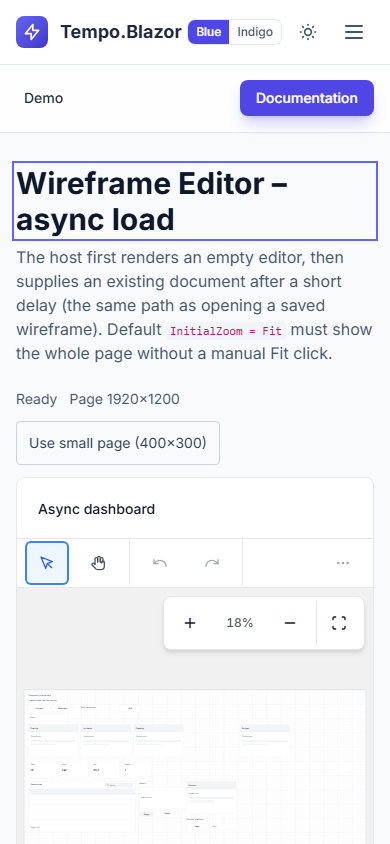 Tempo.Blazor Blue Indigo
Demo Documentation
Wireframe Editor –
async load
The host first renders an empty editor, then
supplies an existing document after a short
delay (the same path as opening a saved
wireframe). Default InitialZoom = Fit must show
the whole page without a manual Fit click.
Ready Page 1920×1200
Use small page (400×300)
Async dashboard
18%